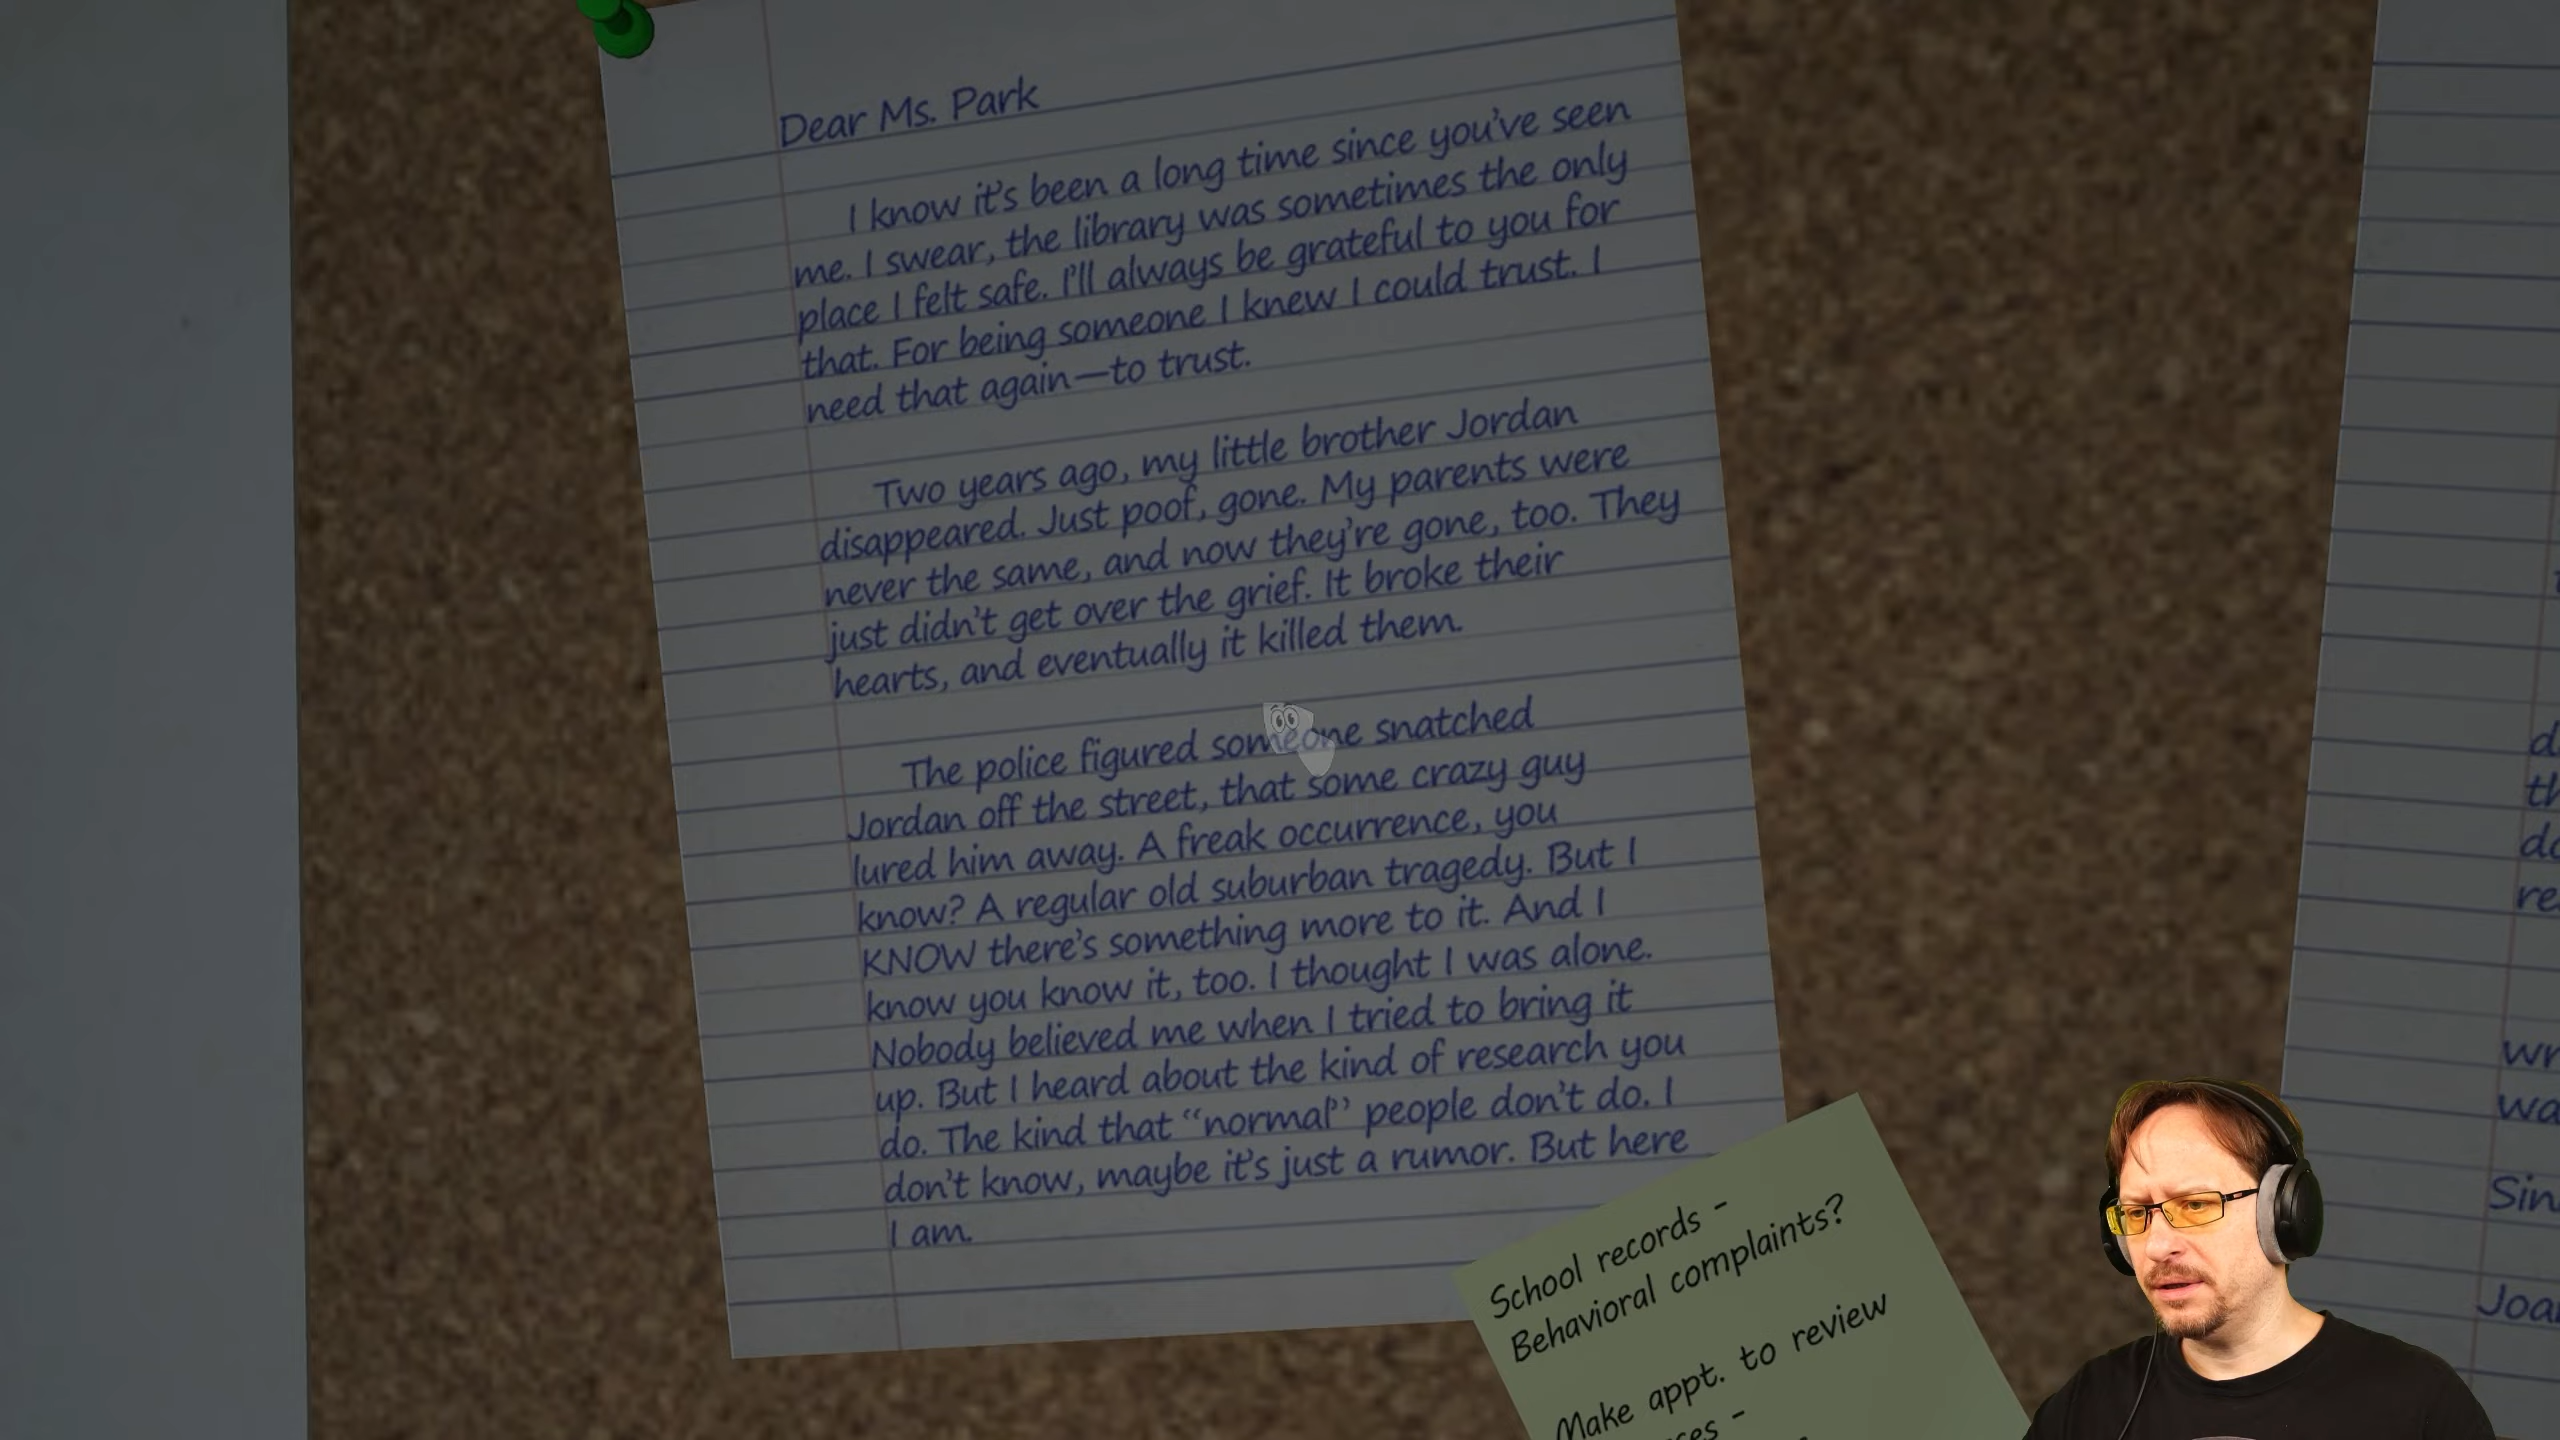 Dear Ms. Park
I know it's been a long time since you've seen
me. I swear, the library was sometimes the only
place I felt safe. I'll always be grateful to you for
that. For being someone I knew I could trust. I
need that again—to trust.
Two years ago, my little brother Jordan
disappeared. Just poof, gone. My parents were
never the same, and now they're gone, too. They
just didn't get over the grief. It broke their
hearts, and eventually it killed them.
The police figured someone snatched
Jordan off the street, that some crazy guy
lured him away. A freak occurrence, you
know? A regular old suburban tragedy. But I
KNOW there's something more to it. And I
know you know it, too. I thought I was alone.
Nobody believed me when I tried to bring it
up. But I heard about the kind of research you
do. The kind that “normal” people don't do. I
don't know, maybe it's just a rumor. But here
I am.
School records -
Behavioral complaints?
Make appt. to review